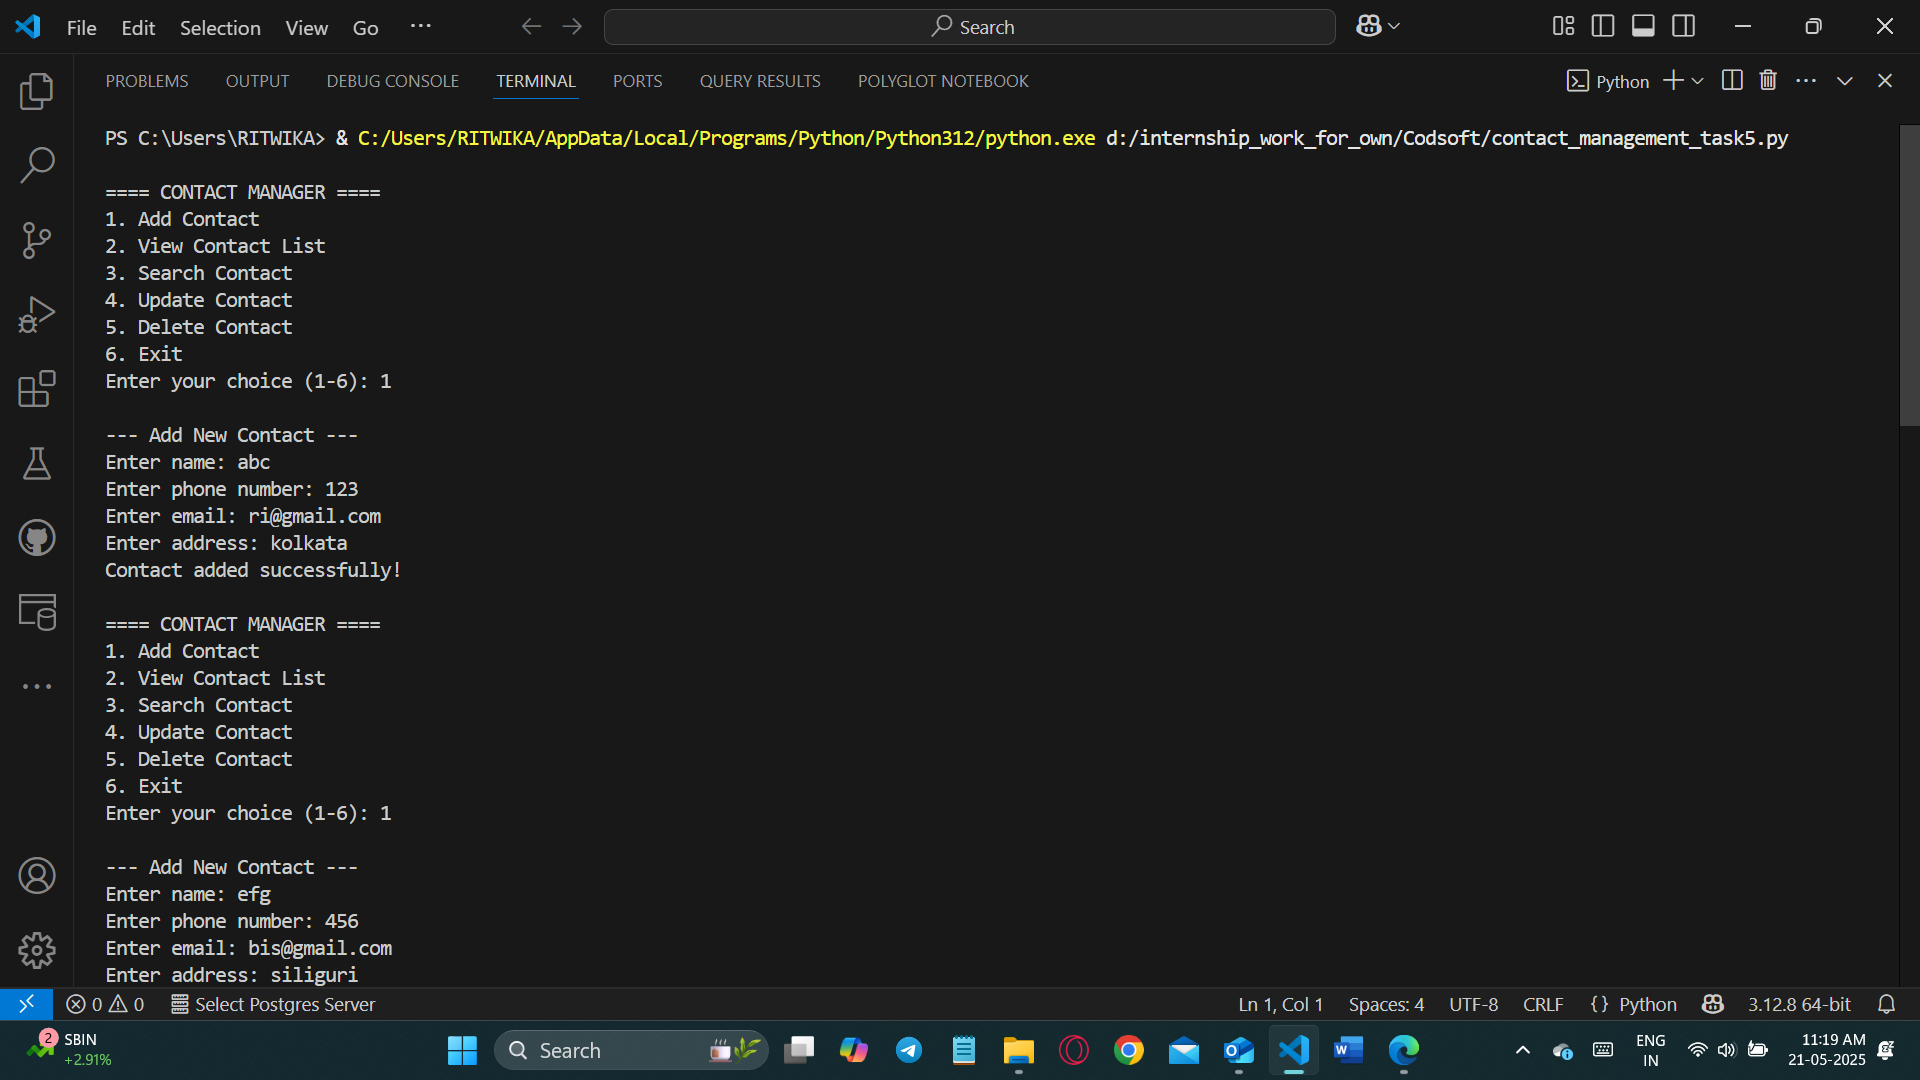 File Edit Selection View Go ··· Search
PROBLEMS OUTPUT DEBUG CONSOLE TERMINAL PORTS QUERY RESULTS POLYGLOT NOTEBOOK Python
PS C:\Users\RITWIKA> & C:/Users/RITWIKA/AppData/Local/Programs/Python/Python312/python.exe d:/internship_work_for_own/Codsoft/contact_management_task5.py
==== CONTACT MANAGER ====
1. Add Contact
2. View Contact List
3. Search Contact
4. Update Contact
5. Delete Contact
6. Exit
Enter your choice (1-6): 1
--- Add New Contact ---
Enter name: abc
Enter phone number: 123
Enter email: ri@gmail.com
Enter address: kolkata
Contact added successfully!
==== CONTACT MANAGER ====
1. Add Contact
2. View Contact List
3. Search Contact
4. Update Contact
5. Delete Contact
6. Exit
Enter your choice (1-6): 1
--- Add New Contact ---
Enter name: efg
Enter phone number: 456
Enter email: bis@gmail.com
Enter address: siliguri
0 0 Select Postgres Server Ln 1, Col 1 Spaces: 4 UTF-8 CRLF {} Python 3.12.8 64-bit
2 SBIN
+2.91%
Search
ENG
IN
11:19 AM
21-05-2025